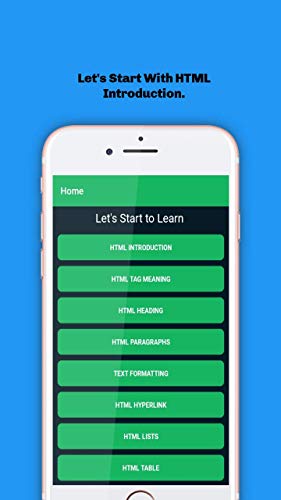 Let's Start With HTML
Introduction.
Home
Let's Start to Learn
HTML INTRODUCTION
HTML TAG MEANING
HTML HEADING
HTML PARAGRAPHS
TEXT FORMATTING
HTML HYPERLINK
HTML LISTS
HTML TABLE